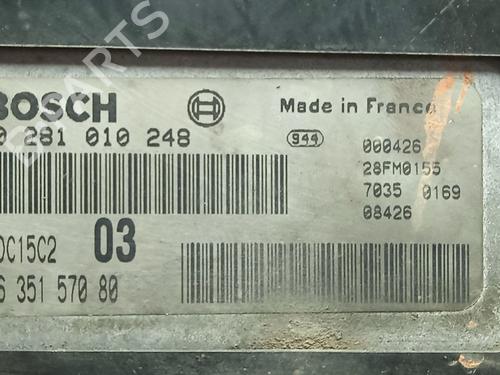 BOSCH
0 281 010 248
Made in France
944
000426
28FM0155
7035 0169
08426
DC15C2 03
6 351 570 80